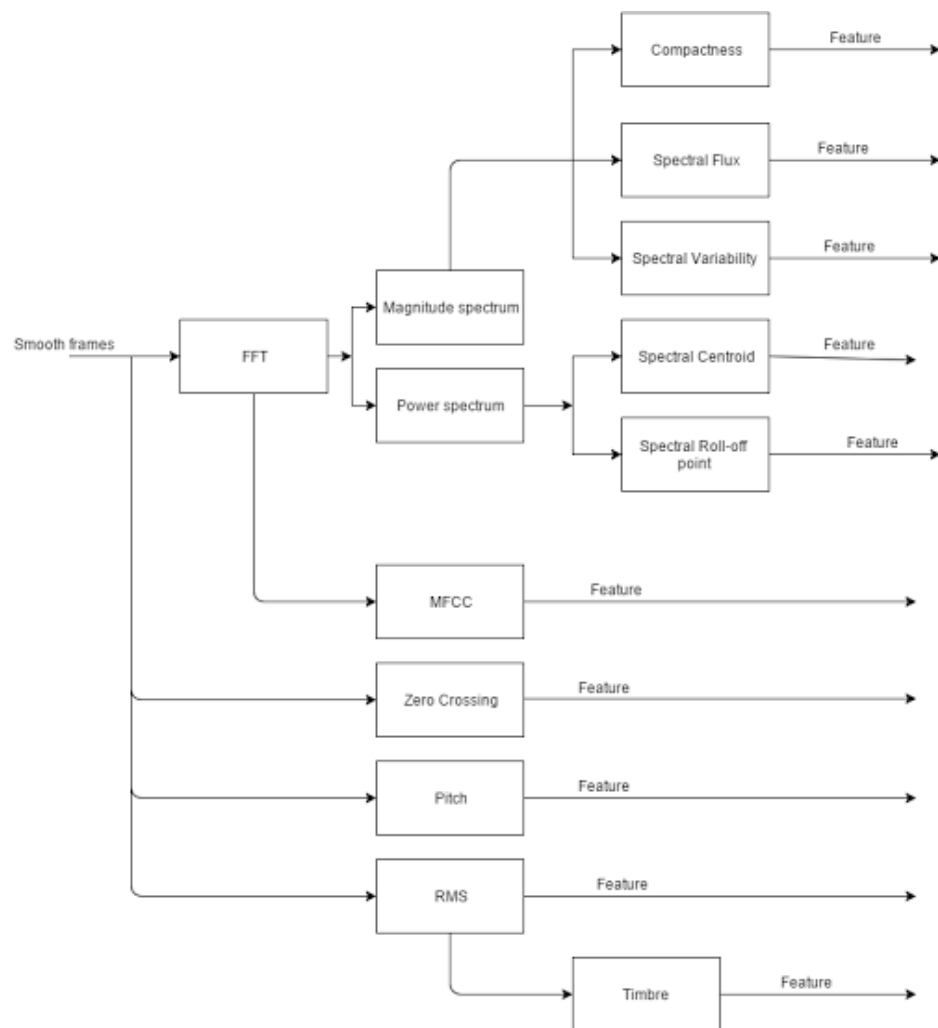 Compactness
Feature
Spectral Flux
Feature
Spectral Variability
Feature
Magnitude spectrum
Smooth frames
FFT
Spectral Centroid
Feature
Power spectrum
Spectral Roll-off
point
Feature
MFCC
Feature
Zero Crossing
Feature
Pitch
Feature
RMS
Feature
Timbre
Feature